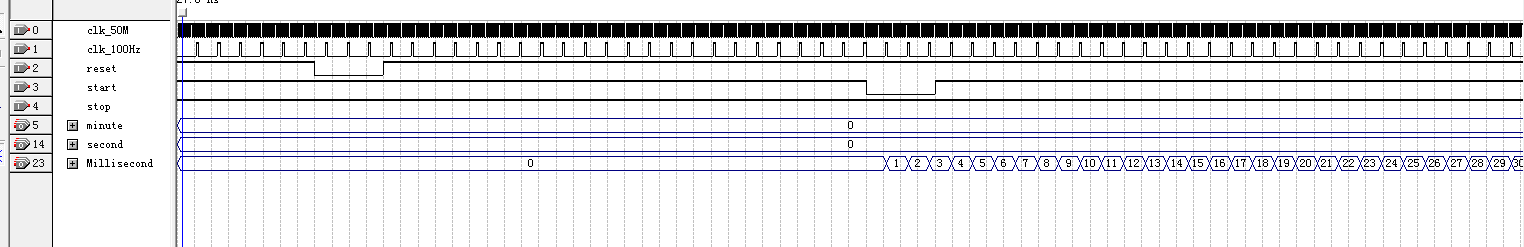 0 clk_50M
1 clk_100Hz
2 reset
3 start
4 stop
5 minute 0
14 second 0
23 Millisecond 0 1 2 3 4 5 6 7 8 9 10 11 12 13 14 15 16 17 18 19 20 21 22 23 24 25 26 27 28 29 30